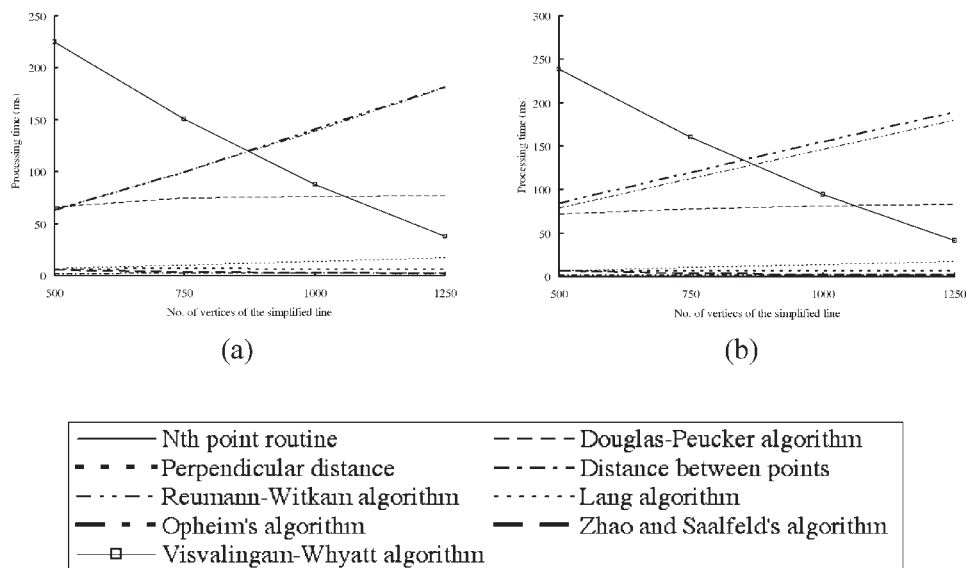 250
200
150
100
50
0
Processing time (ms)
500 750 1000 1250
No. of vertices of the simplified line
(a)
300
250
200
150
100
50
0
Processing time (ms)
500 750 1000 1250
No. of vertices of the simplified line
(b)
Nth point routine
Douglas-Peucker algorithm
Perpendicular distance
Distance between points
Reumann-Witkam algorithm
Lang algorithm
Opheim's algorithm
Zhao and Saalfeld's algorithm
Visvalingam-Whyatt algorithm